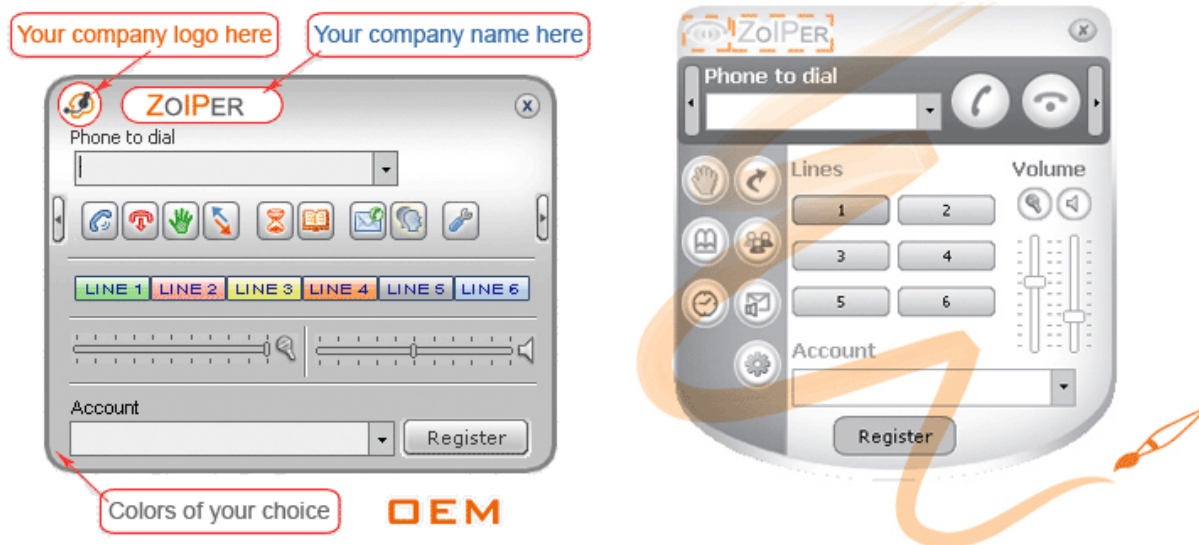 Your company logo here
Your company name here
ZOIPER
Phone to dial
LINE 1 LINE 2 LINE 3 LINE 4 LINE 5 LINE 6
Account
Register
Colors of your choice
OEM
ZOIPER
Phone to dial
Lines
Volume
1 2
3 4
5 6
Account
Register